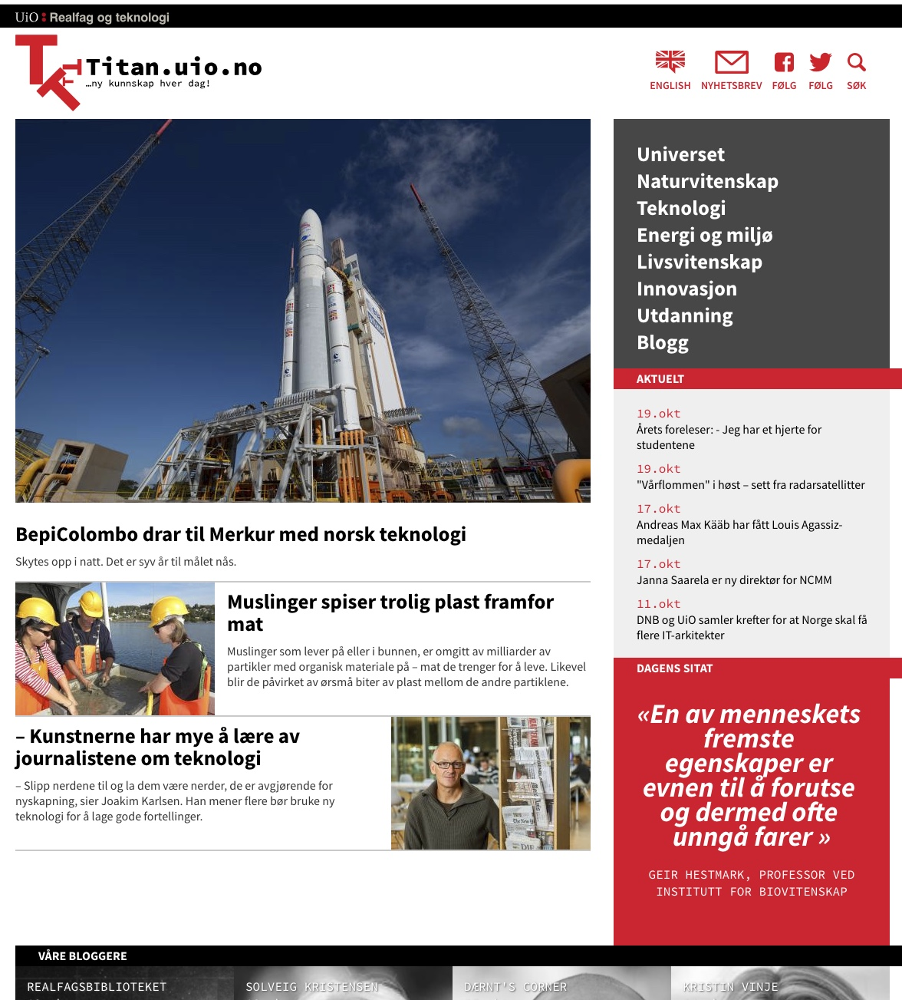 UiO : Realfag og teknologi
Titan.uio.no
…ny kunnskap hver dag!
ENGLISH NYHETSBREV FØLG FØLG SØK
Universet
Naturvitenskap
Teknologi
Energi og miljø
Livsvitenskap
Innovasjon
Utdanning
Blogg
AKTUELT
19.okt
Årets foreleser: - Jeg har et hjerte for
studentene
19.okt
"Vårflommen" i høst – sett fra radarsatellitter
17.okt
Andreas Max Kääb har fått Louis Agassiz-
medaljen
17.okt
Janna Saarela er ny direktør for NCMM
11.okt
DNB og UiO samler krefter for at Norge skal få
flere IT-arkitekter
DAGENS SITAT
«En av menneskets
fremste
egenskaper er
evnen til å forutse
og dermed ofte
unngå farer »
GEIR HESTMARK, PROFESSOR VED
INSTITUTT FOR BIOVITENSKAP
BepiColombo drar til Merkur med norsk teknologi
Skytes opp i natt. Det er syv år til målet nås.
Muslinger spiser trolig plast framfor
mat
Muslinger som lever på eller i bunnen, er omgitt av milliarder av
partikler med organisk materiale på – mat de trenger for å leve. Likevel
blir de påvirket av ørsmå biter av plast mellom de andre partiklene.
– Kunstnerne har mye å lære av
journalistene om teknologi
– Slipp nerdene til og la dem være nerder, de er avgjørende for
nyskapning, sier Joakim Karlsen. Han mener flere bør bruke ny
teknologi for å lage gode fortellinger.
VÅRE BLOGGERE
REALFAGSBIBLIOTEKET
SOLVEIG KRISTENSEN
DÆRNT'S CORNER
KRISTIN VINJE